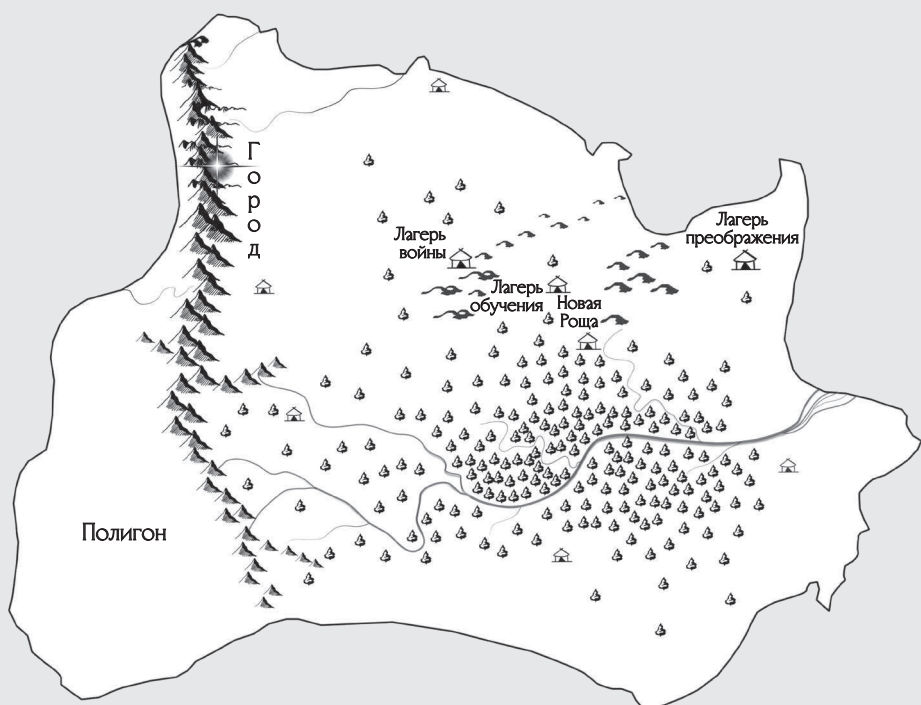 Город
Лагерь
войны
Лагерь
преображения
Лагерь
обучения
Новая
Роща
Полигон